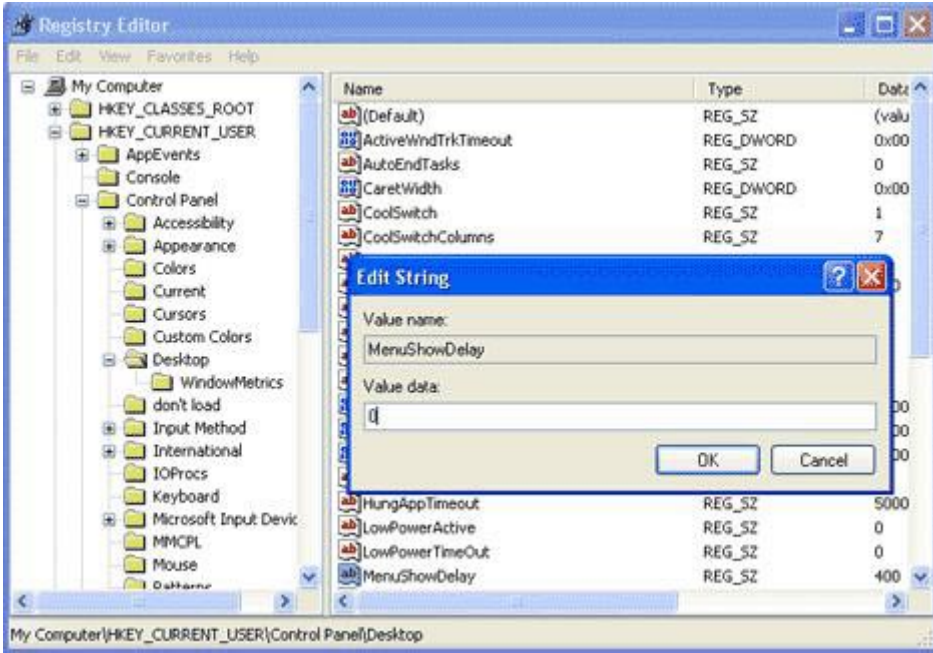 Registry Editor
File Edit View Favorites Help
My Computer
HKEY_CLASSES_ROOT
HKEY_CURRENT_USER
AppEvents
Console
Control Panel
Accessibility
Appearance
Colors
Current
Cursors
Custom Colors
Desktop
WindowMetrics
don't load
Input Method
International
IOProcs
Keyboard
Microsoft Input Devic
MMCPL
Mouse
Patterns
Name Type Data
(Default) REG_SZ (valu
ActiveWndTrkTimeout REG_DWORD 0x00
AutoEndTasks REG_SZ 0
CaretWidth REG_DWORD 0x00
CoolSwitch REG_SZ 1
CoolSwitchColumns REG_SZ 7
Edit String
Value name:
MenuShowDelay
Value data:
0
OK Cancel
HungAppTimeout REG_SZ 5000
LowPowerActive REG_SZ 0
LowPowerTimeOut REG_SZ 0
MenuShowDelay REG_SZ 400
My Computer\HKEY_CURRENT_USER\Control Panel\Desktop